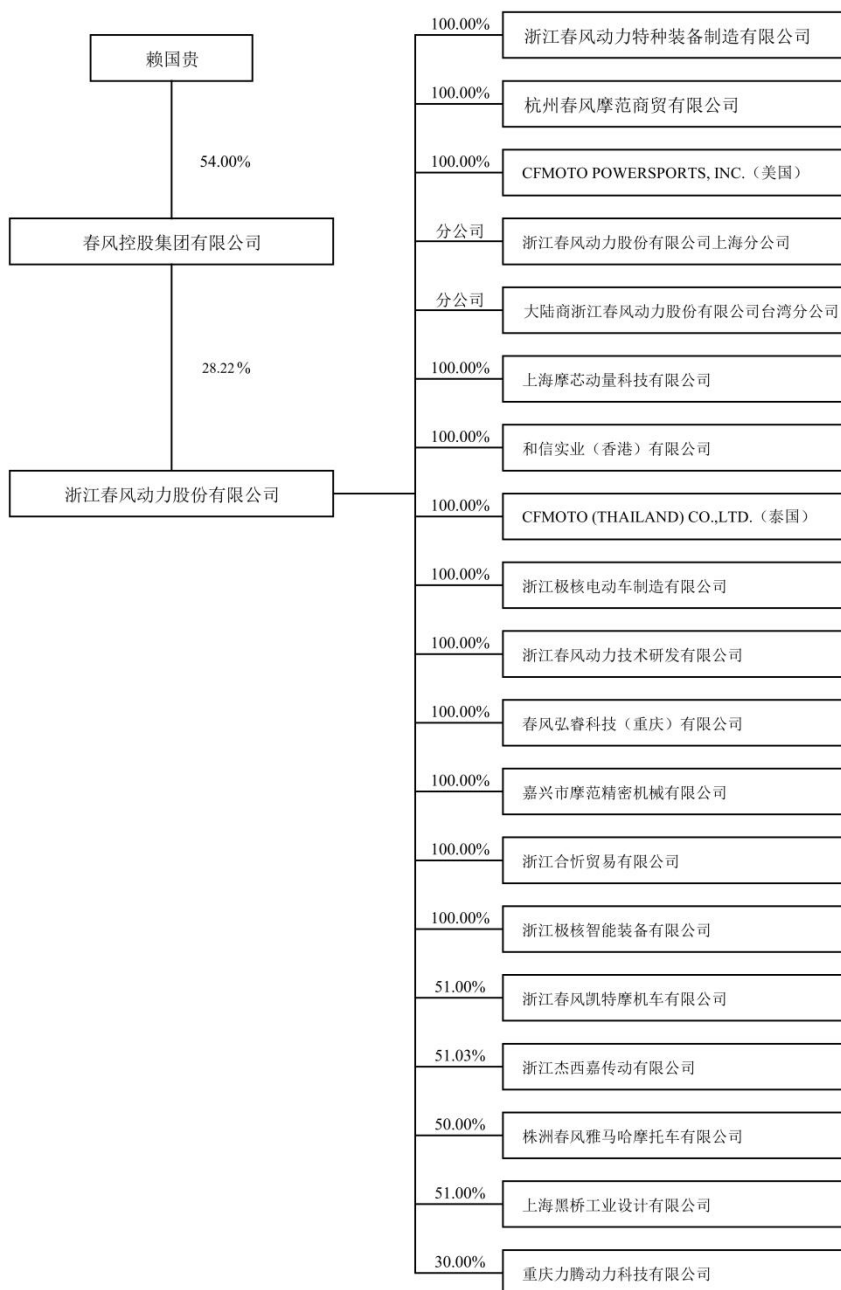 赖国贵
54.00%
春风控股集团有限公司
28.22%
浙江春风动力股份有限公司
100.00%
浙江春风动力特种装备制造有限公司
100.00%
杭州春风摩范商贸有限公司
100.00%
CFMOTO POWERSPORTS, INC.（美国）
分公司
浙江春风动力股份有限公司上海分公司
分公司
大陆商浙江春风动力股份有限公司台湾分公司
100.00%
上海摩芯动量科技有限公司
100.00%
和信实业（香港）有限公司
100.00%
CFMOTO (THAILAND) CO.,LTD.（泰国）
100.00%
浙江极核电动车制造有限公司
100.00%
浙江春风动力技术研发有限公司
100.00%
春风弘睿科技（重庆）有限公司
100.00%
嘉兴市摩范精密机械有限公司
100.00%
浙江合忻贸易有限公司
100.00%
浙江极核智能装备有限公司
51.00%
浙江春风凯特摩机车有限公司
51.03%
浙江杰西嘉传动有限公司
50.00%
株洲春风雅马哈摩托车有限公司
51.00%
上海黑桥工业设计有限公司
30.00%
重庆力腾动力科技有限公司